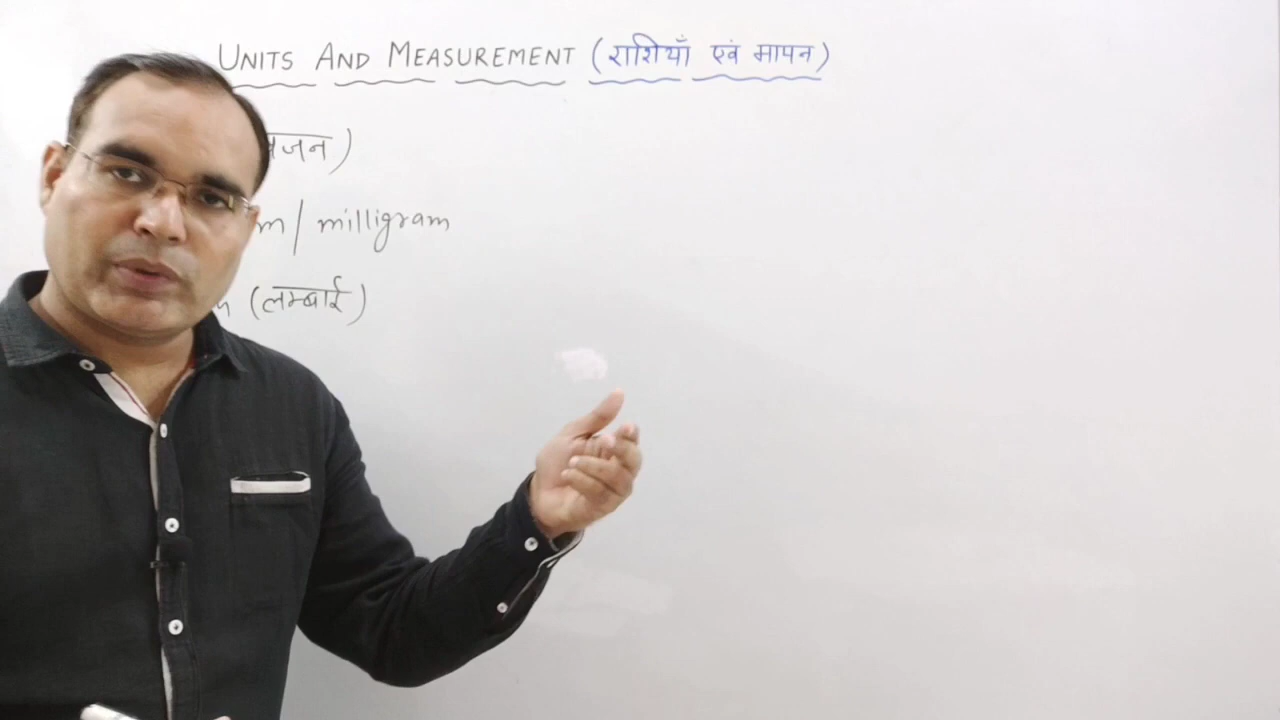 UNITS AND MEASUREMENT (राशियाँ एवं मापन)
जन)
m / milligram
(लम्बाई)